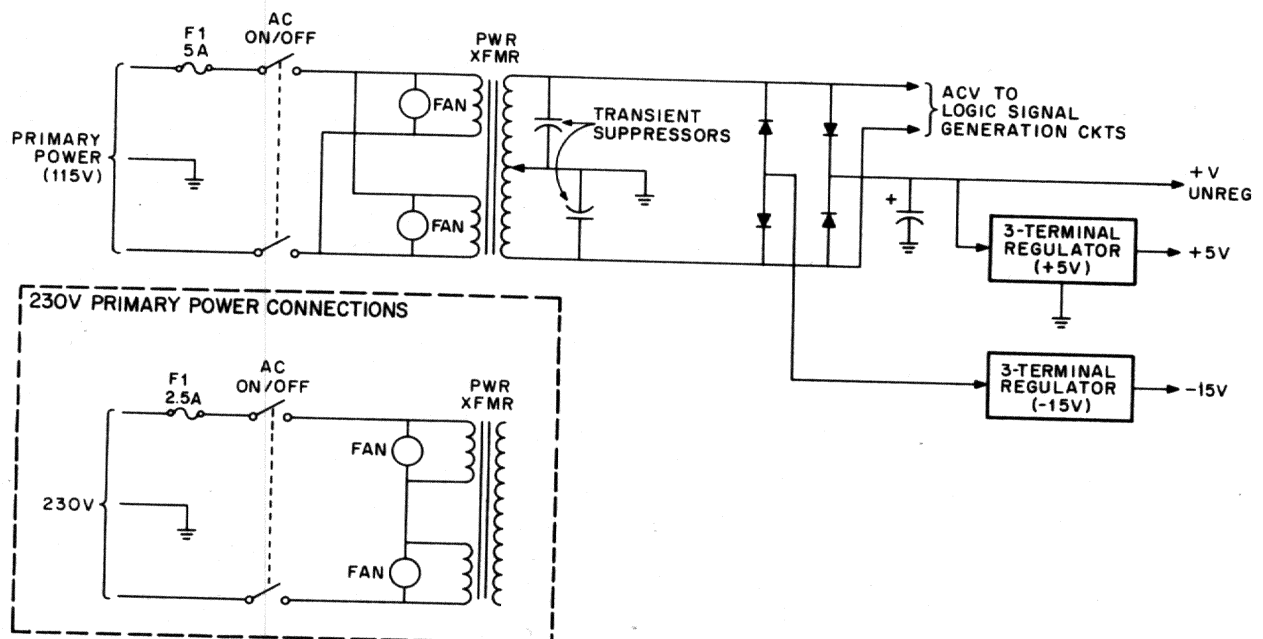 F1
5A
AC
ON/OFF
PWR
XFMR
FAN
FAN
PRIMARY
POWER
(115V)
TRANSIENT
SUPPRESSORS
ACV TO
LOGIC SIGNAL
GENERATION CKTS
+V
UNREG
+
3-TERMINAL
REGULATOR
(+5V)
+5V
3-TERMINAL
REGULATOR
(-15V)
-15V
230V PRIMARY POWER CONNECTIONS
F1
2.5A
AC
ON/OFF
PWR
XFMR
FAN
230V
FAN